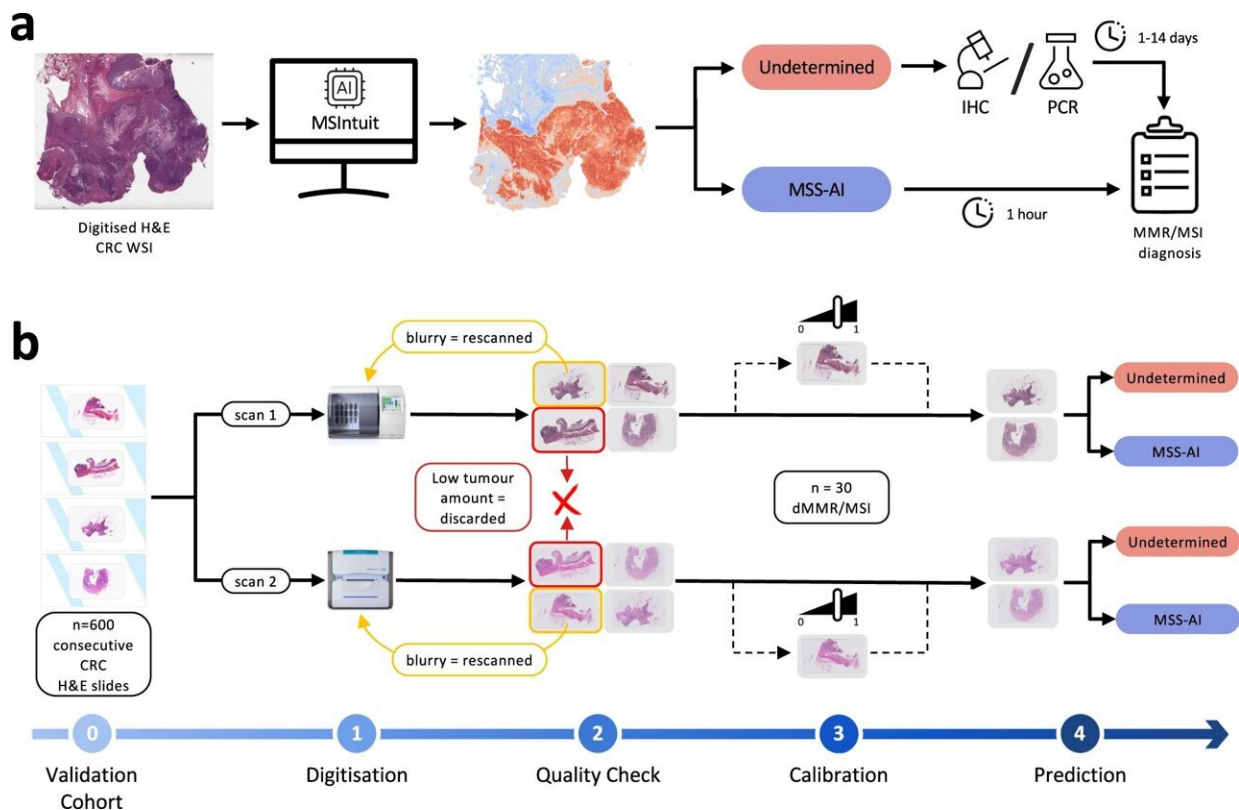 a
Digitised H&E
CRC WSI
AI
MSIntuit
Undetermined
MSS-AI
IHC
PCR
1-14 days
1 hour
MMR/MSI
diagnosis
b
n=600
consecutive
CRC
H&E slides
scan 1
scan 2
blurry = rescanned
Low tumour
amount =
discarded
blurry = rescanned
0 1
n = 30
dMMR/MSI
0 1
Undetermined
MSS-AI
Undetermined
MSS-AI
0
1
2
3
4
Validation
Cohort
Digitisation
Quality Check
Calibration
Prediction